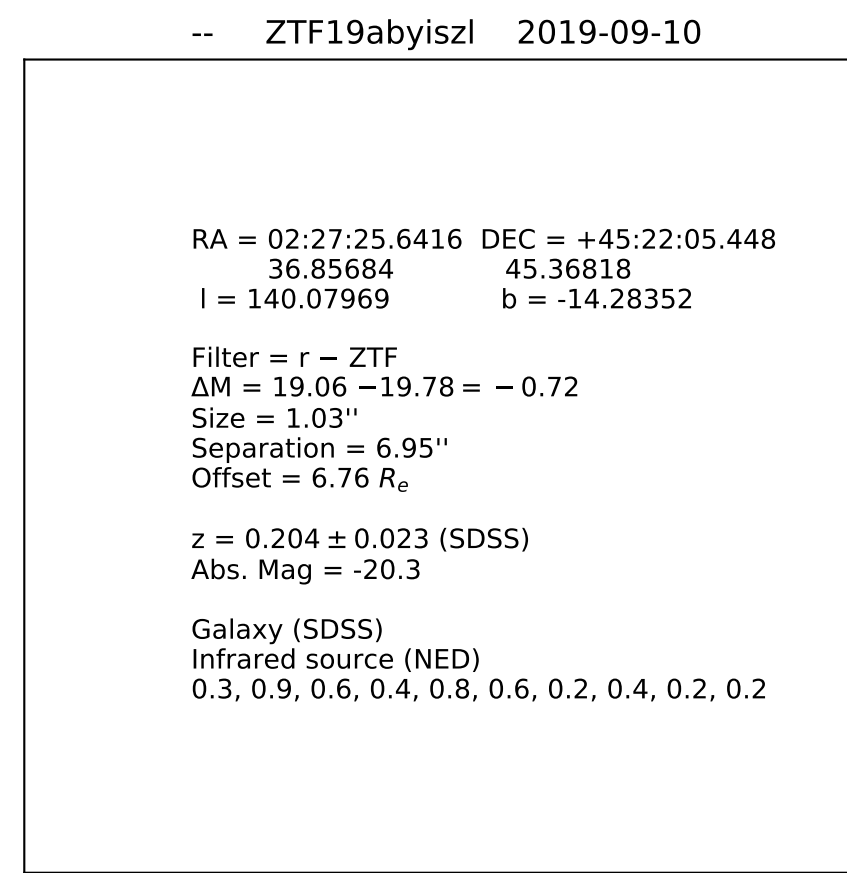 -- ZTF19abyiszl 2019-09-10
RA = 02:27:25.6416 DEC = +45:22:05.448
36.85684 45.36818
l = 140.07969 b = -14.28352
Filter = r − ZTF
ΔM = 19.06 −19.78 = − 0.72
Size = 1.03''
Separation = 6.95''
Offset = 6.76 Rₑ
z = 0.204 ± 0.023 (SDSS)
Abs. Mag = -20.3
Galaxy (SDSS)
Infrared source (NED)
0.3, 0.9, 0.6, 0.4, 0.8, 0.6, 0.2, 0.4, 0.2, 0.2